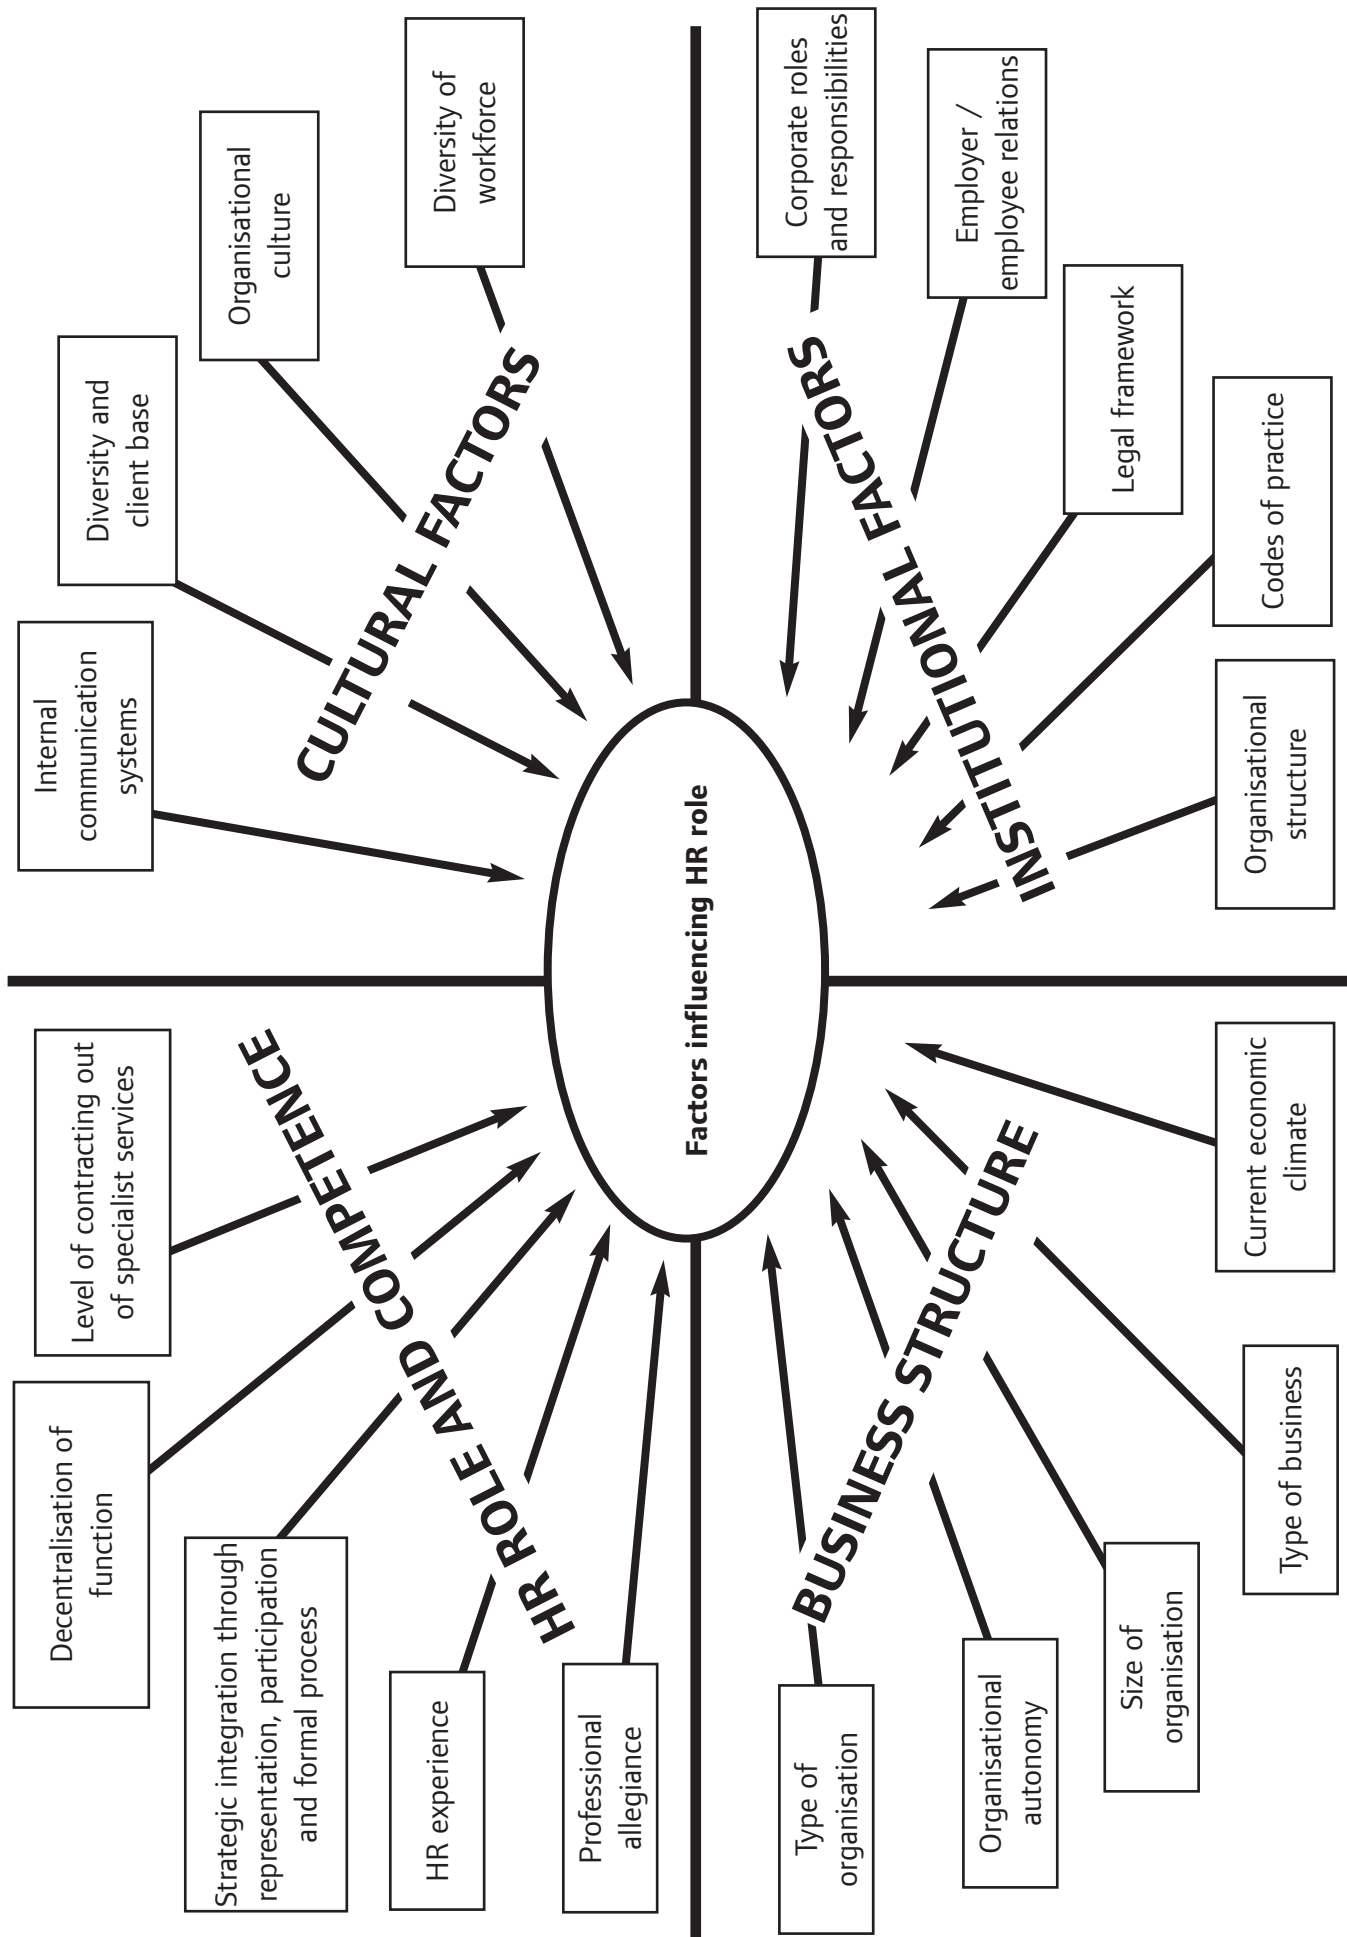 Level of contracting out
of specialist services
Decentralisation of
function
Strategic integration through
representation, participation
and formal process
HR experience
Professional
allegiance
HR ROLE AND COMPETENCE
Internal
communication
systems
Diversity and
client base
Organisational
culture
Diversity of
workforce
CULTURAL FACTORS
Factors influencing HR role
Type of
organisation
Organisational
autonomy
Size of
organisation
Type of business
Current economic
climate
BUSINESS STRUCTURE
Corporate roles
and responsibilities
Employer /
employee relations
Legal framework
Codes of practice
Organisational
structure
INSTITUTIONAL FACTORS